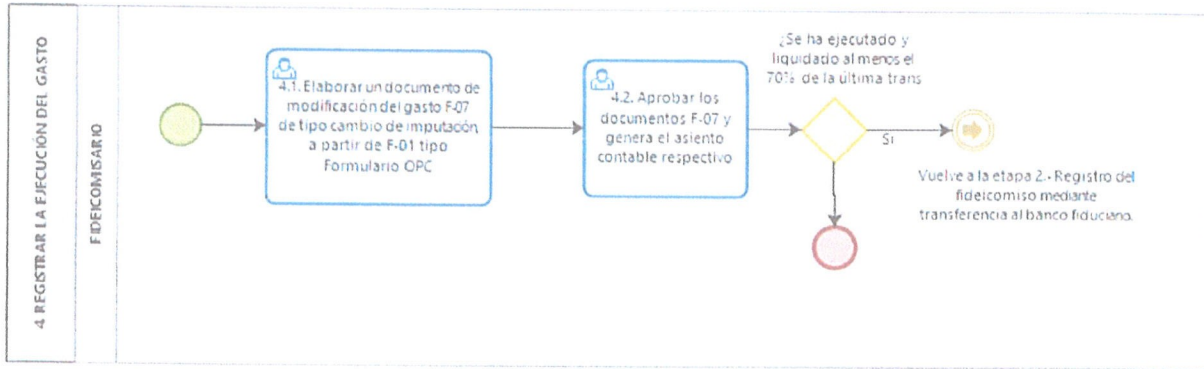 4. REGISTRAR LA EJECUCIÓN DEL GASTO
FIDEICOMISARIO
4.1. Elaborar un documento de
modificación del gasto F-07
de tipo cambio de imputación,
a partir de F-01 tipo
Formulario OPC
4.2. Aprobar los
documentos F-07 y
genera el asiento
contable respectivo
¿Se ha ejecutado y
liquidado al menos el
70% de la última trans
Si
Vuelve a la etapa 2.- Registro del
fideicomiso mediante
transferencia al banco fiduciario.